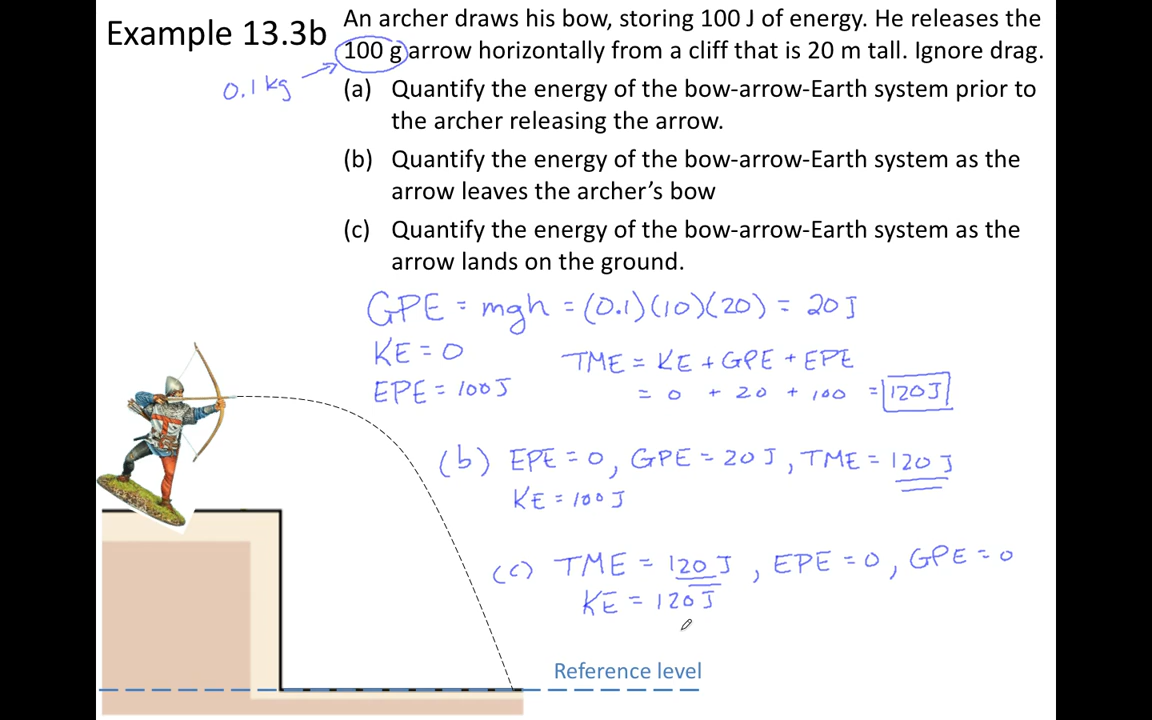 Example 13.3b
An archer draws his bow, storing 100 J of energy. He releases the
100 g arrow horizontally from a cliff that is 20 m tall. Ignore drag.
0.1 kg
(a) Quantify the energy of the bow-arrow-Earth system prior to
the archer releasing the arrow.
(b) Quantify the energy of the bow-arrow-Earth system as the
arrow leaves the archer's bow
(c) Quantify the energy of the bow-arrow-Earth system as the
arrow lands on the ground.
GPE = mgh = (0.1)(10)(20) = 20 J
KE = 0
EPE = 100 J
TME = KE + GPE + EPE
= 0 + 20 + 100 = 120 J
(b) EPE = 0, GPE = 20 J, TME = 120 J
KE = 100 J
(c) TME = 120 J, EPE = 0, GPE = 0
KE = 120 J
Reference level